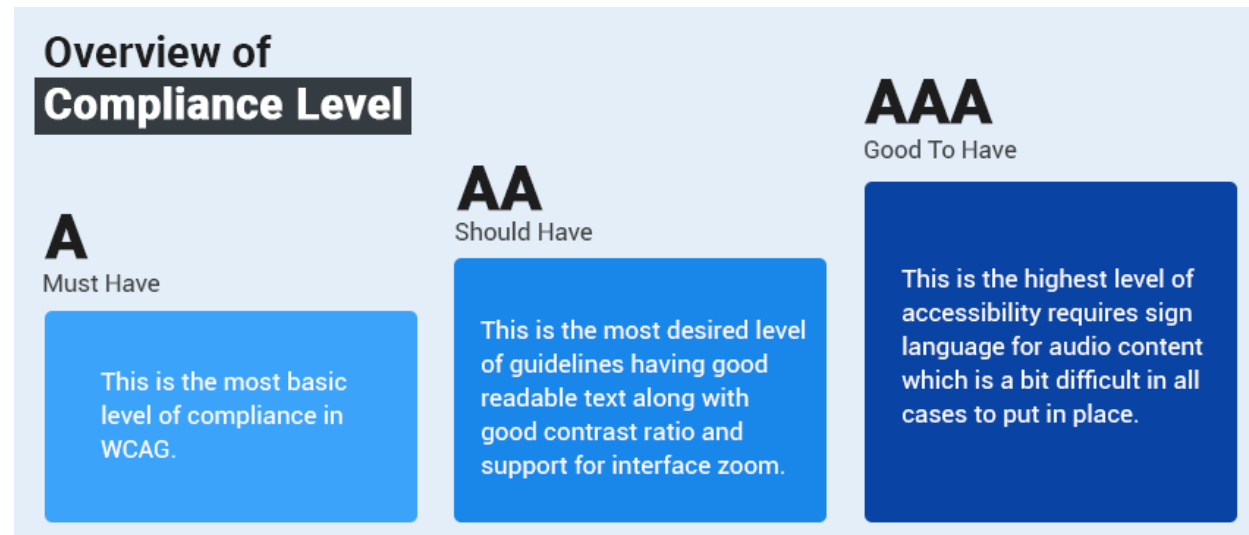 Overview of
Compliance Level
A
Must Have
This is the most basic
level of compliance in
WCAG.
AA
Should Have
This is the most desired level
of guidelines having good
readable text along with
good contrast ratio and
support for interface zoom.
AAA
Good To Have
This is the highest level of
accessibility requires sign
language for audio content
which is a bit difficult in all
cases to put in place.